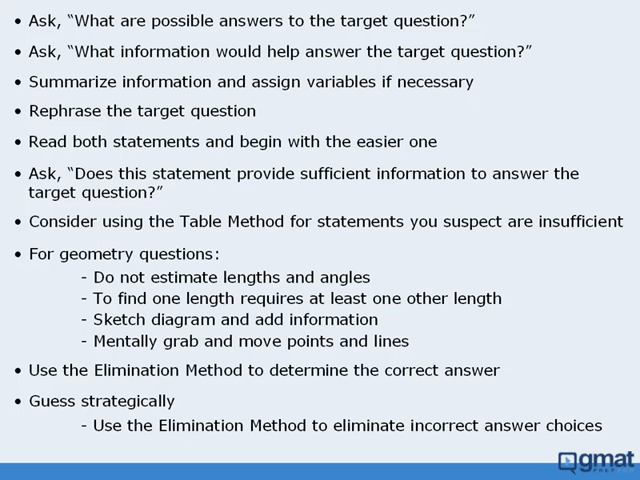 • Ask, “What are possible answers to the target question?”
• Ask, “What information would help answer the target question?”
• Summarize information and assign variables if necessary
• Rephrase the target question
• Read both statements and begin with the easier one
• Ask, “Does this statement provide sufficient information to answer the
target question?”
• Consider using the Table Method for statements you suspect are insufficient
• For geometry questions:
- Do not estimate lengths and angles
- To find one length requires at least one other length
- Sketch diagram and add information
- Mentally grab and move points and lines
• Use the Elimination Method to determine the correct answer
• Guess strategically
- Use the Elimination Method to eliminate incorrect answer choices
gmat